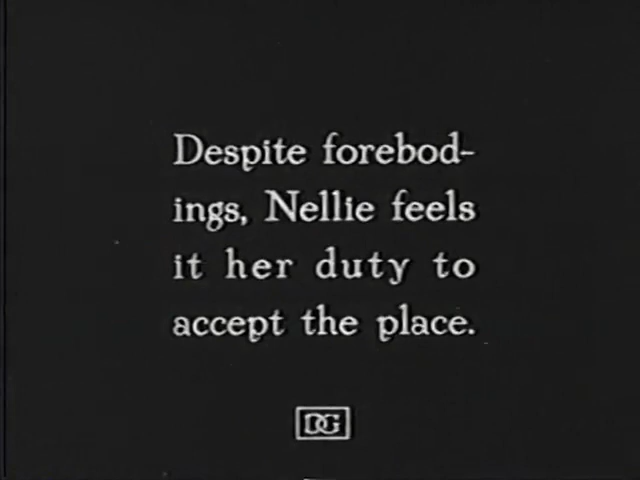 Despite forebod-
ings, Nellie feels
it her duty to
accept the place.
DG